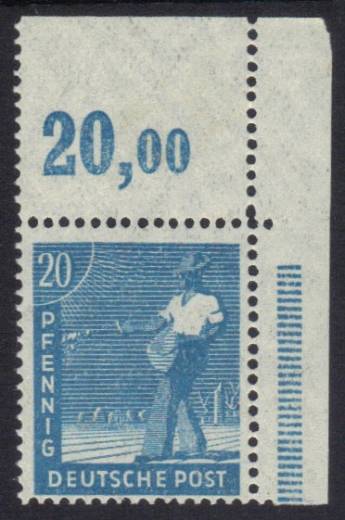 20,00
20
PFENNIG
DEUTSCHE POST